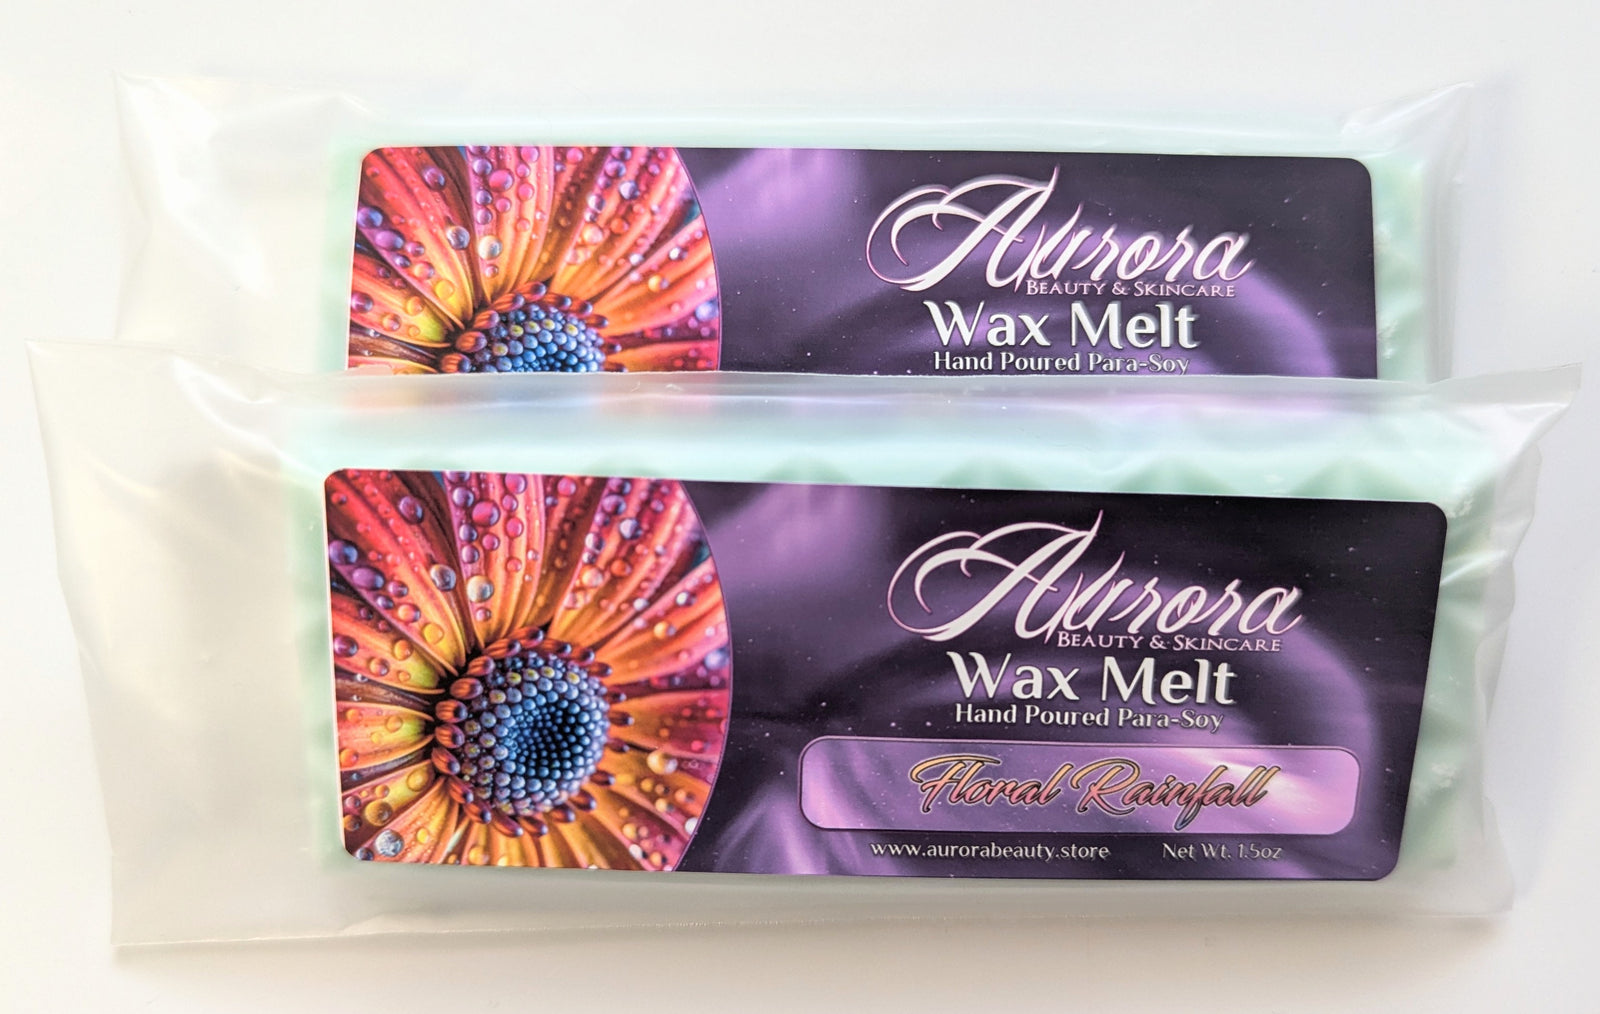 Aurora
Beauty & Skincare
Wax Melt
Hand Poured Para-Soy
Aurora
Beauty & Skincare
Wax Melt
Hand Poured Para-Soy
Floral Rainfall
www.aurorabeauty.store Net Wt. 1.5oz